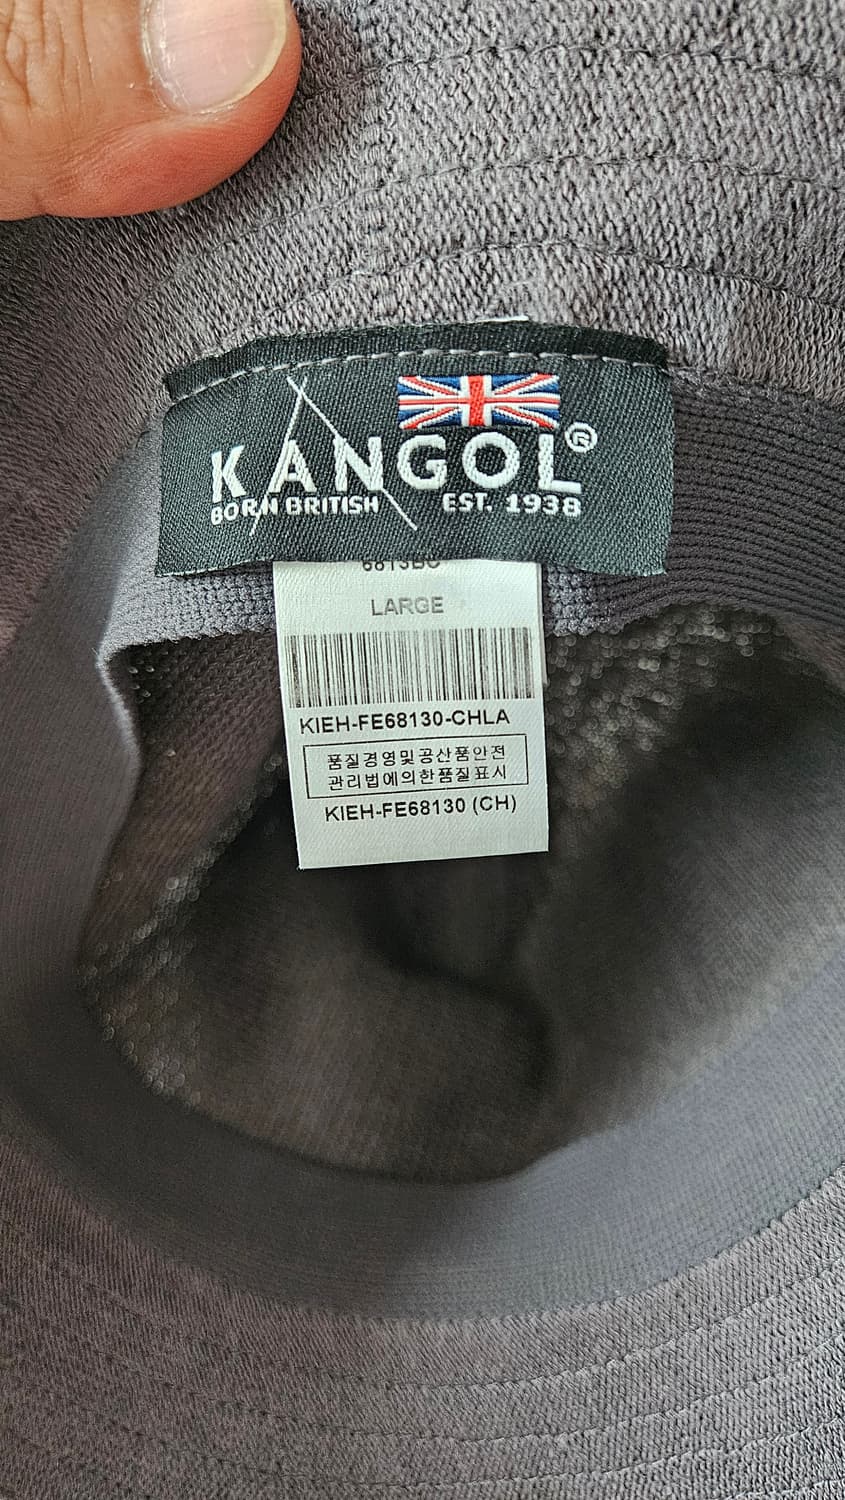 KANGOL®
BORN BRITISH EST. 1938
LARGE
KIEH-FE68130-CHLA
품질경영및공산품안전
관리법에의한품질표시
KIEH-FE68130 (CH)